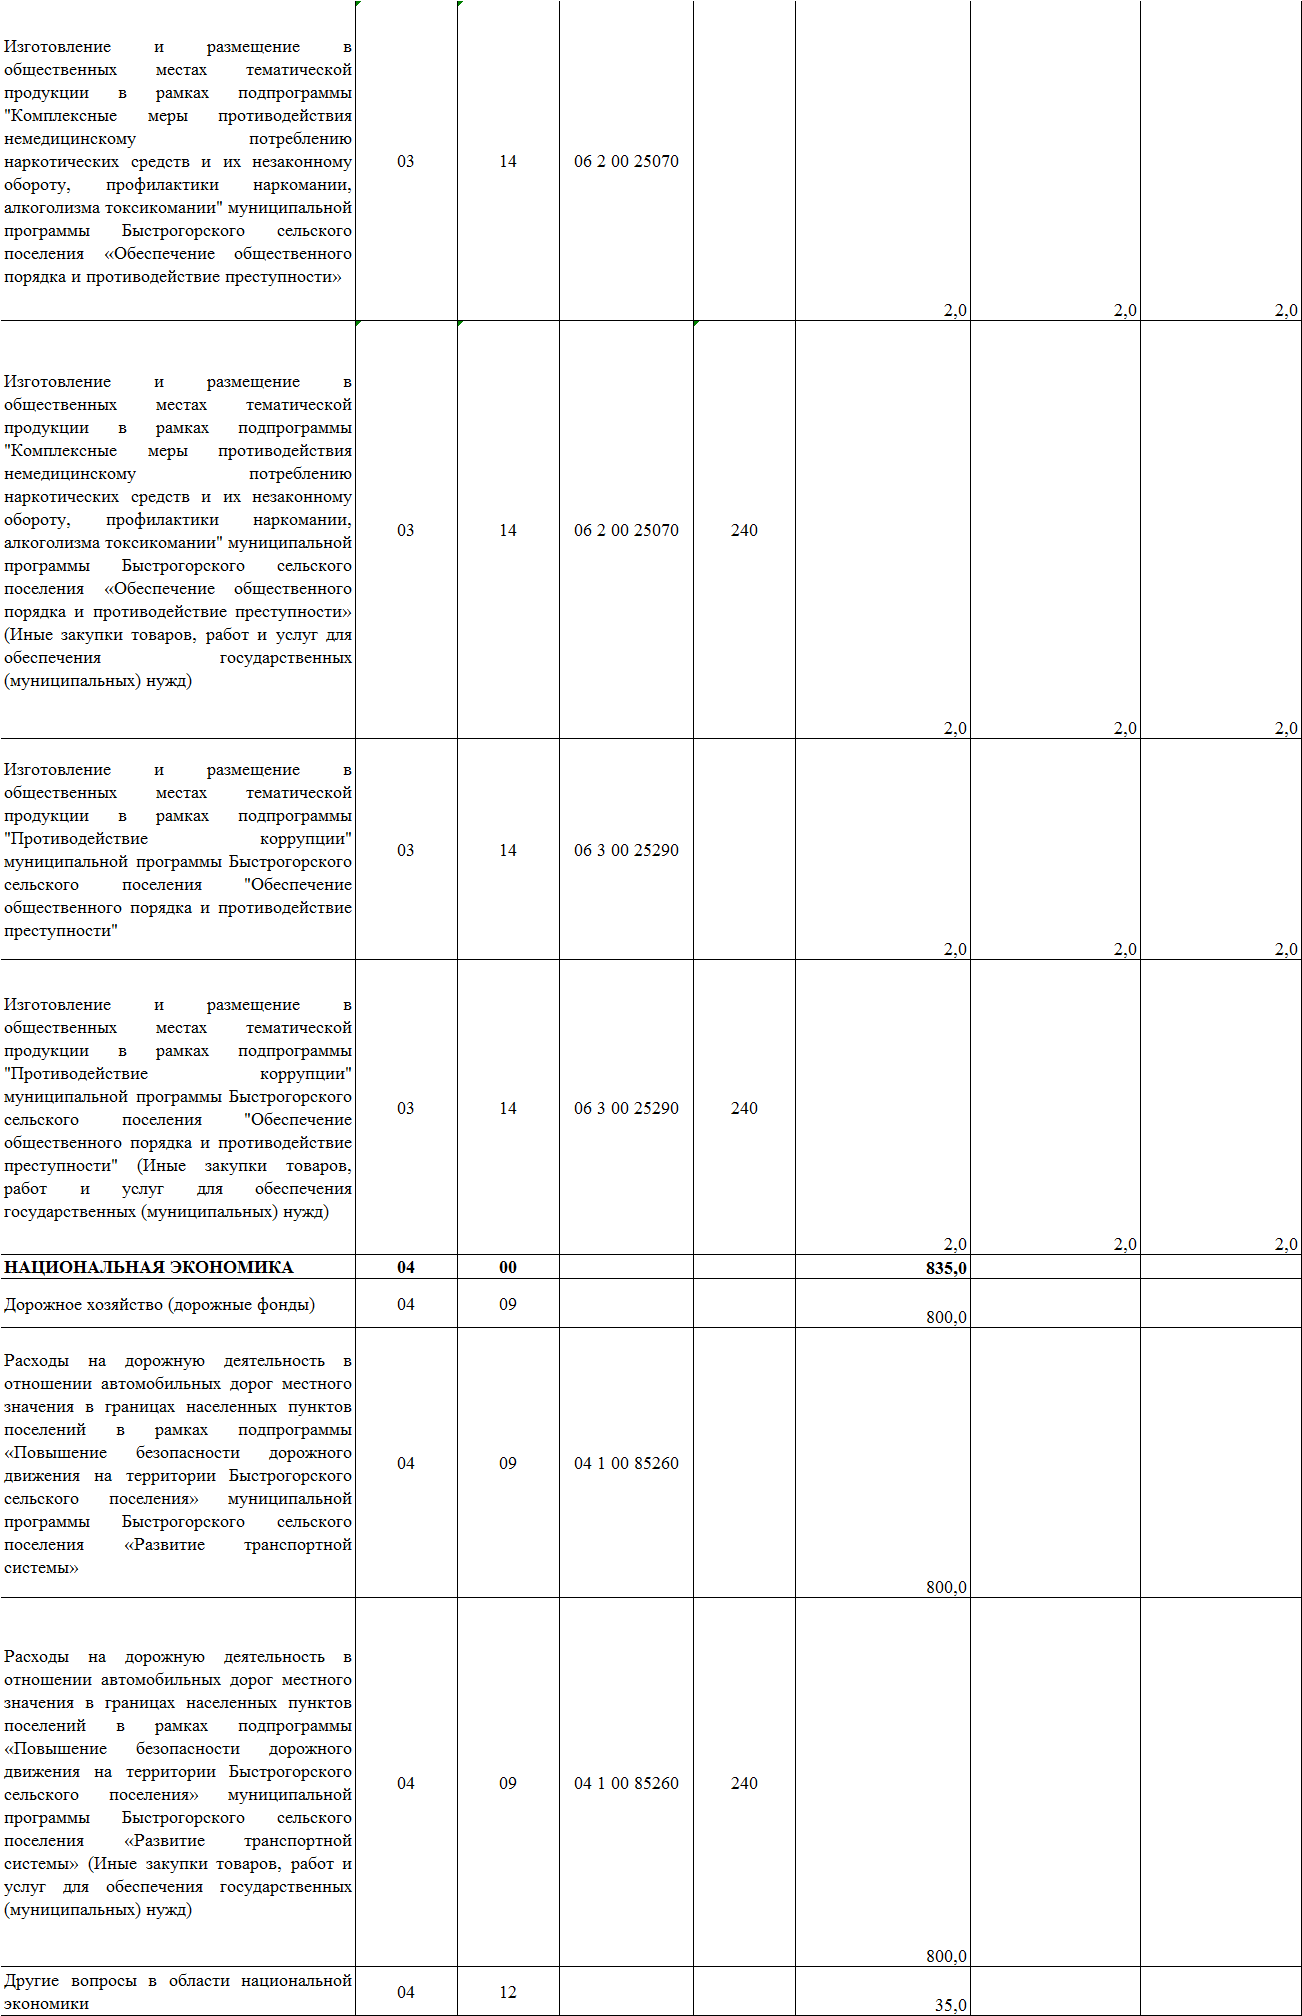 Изготовление и размещение в
общественных местах тематической
продукции в рамках подпрограммы
"Комплексные меры противодействия
немедицинскому потреблению
наркотических средств и их незаконному
обороту, профилактики наркомании,
алкоголизма токсикомании" муниципальной
программы Быстрогорского сельского
поселения «Обеспечение общественного
порядка и противодействие преступности»
03 14 06 2 00 25070 2,0 2,0 2,0
Изготовление и размещение в
общественных местах тематической
продукции в рамках подпрограммы
"Комплексные меры противодействия
немедицинскому потреблению
наркотических средств и их незаконному
обороту, профилактики наркомании,
алкоголизма токсикомании" муниципальной
программы Быстрогорского сельского
поселения «Обеспечение общественного
порядка и противодействие преступности»
(Иные закупки товаров, работ и услуг для
обеспечения государственных
(муниципальных) нужд)
03 14 06 2 00 25070 240 2,0 2,0 2,0
Изготовление и размещение в
общественных местах тематической
продукции в рамках подпрограммы
"Противодействие коррупции"
муниципальной программы Быстрогорского
сельского поселения "Обеспечение
общественного порядка и противодействие
преступности"
03 14 06 3 00 25290 2,0 2,0 2,0
Изготовление и размещение в
общественных местах тематической
продукции в рамках подпрограммы
"Противодействие коррупции"
муниципальной программы Быстрогорского
сельского поселения "Обеспечение
общественного порядка и противодействие
преступности" (Иные закупки товаров,
работ и услуг для обеспечения
государственных (муниципальных) нужд)
03 14 06 3 00 25290 240 2,0 2,0 2,0
НАЦИОНАЛЬНАЯ ЭКОНОМИКА 04 00 835,0
Дорожное хозяйство (дорожные фонды) 04 09 800,0
Расходы на дорожную деятельность в
отношении автомобильных дорог местного
значения в границах населенных пунктов
поселений в рамках подпрограммы
«Повышение безопасности дорожного
движения на территории Быстрогорского
сельского поселения» муниципальной
программы Быстрогорского сельского
поселения «Развитие транспортной
системы»
04 09 04 1 00 85260 800,0
Расходы на дорожную деятельность в
отношении автомобильных дорог местного
значения в границах населенных пунктов
поселений в рамках подпрограммы
«Повышение безопасности дорожного
движения на территории Быстрогорского
сельского поселения» муниципальной
программы Быстрогорского сельского
поселения «Развитие транспортной
системы» (Иные закупки товаров, работ и
услуг для обеспечения государственных
(муниципальных) нужд)
04 09 04 1 00 85260 240 800,0
Другие вопросы в области национальной
экономики
04 12 35,0